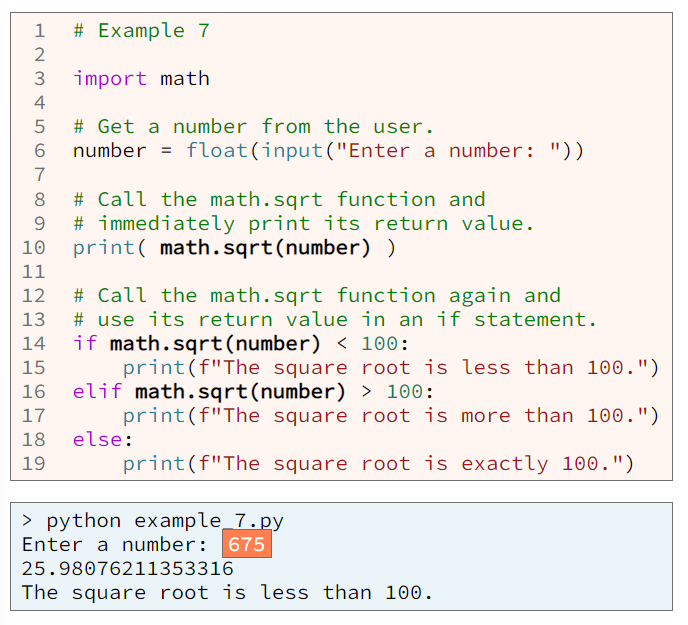 1 # Example 7
2
3 import math
4
5 # Get a number from the user.
6 number = float(input("Enter a number: "))
7
8 # Call the math.sqrt function and
9 # immediately print its return value.
10 print( math.sqrt(number) )
11
12 # Call the math.sqrt function again and
13 # use its return value in an if statement.
14 if math.sqrt(number) < 100:
15     print(f"The square root is less than 100.")
16 elif math.sqrt(number) > 100:
17     print(f"The square root is more than 100.")
18 else:
19     print(f"The square root is exactly 100.")
> python example_7.py
Enter a number: 675
25.98076211353316
The square root is less than 100.